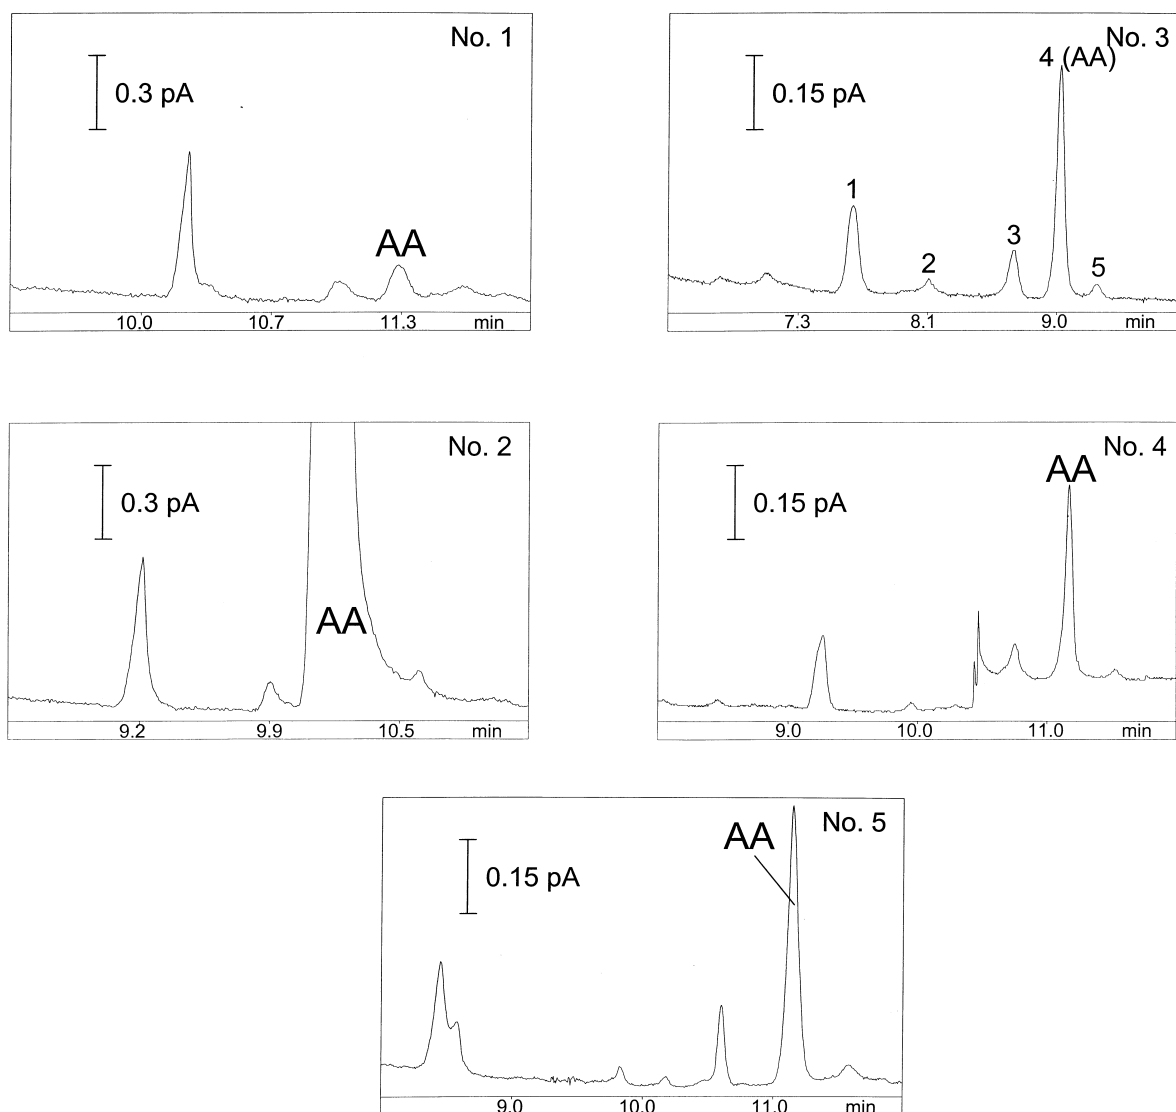 No. 1
0.3 pA
AA
10.0 10.7 11.3 min
No. 3
4 (AA)
0.15 pA
1
2
3
5
7.3 8.1 9.0 min
No. 2
0.3 pA
AA
9.2 9.9 10.5 min
No. 4
AA
0.15 pA
9.0 10.0 11.0 min
No. 5
AA
0.15 pA
9.0 10.0 11.0 min